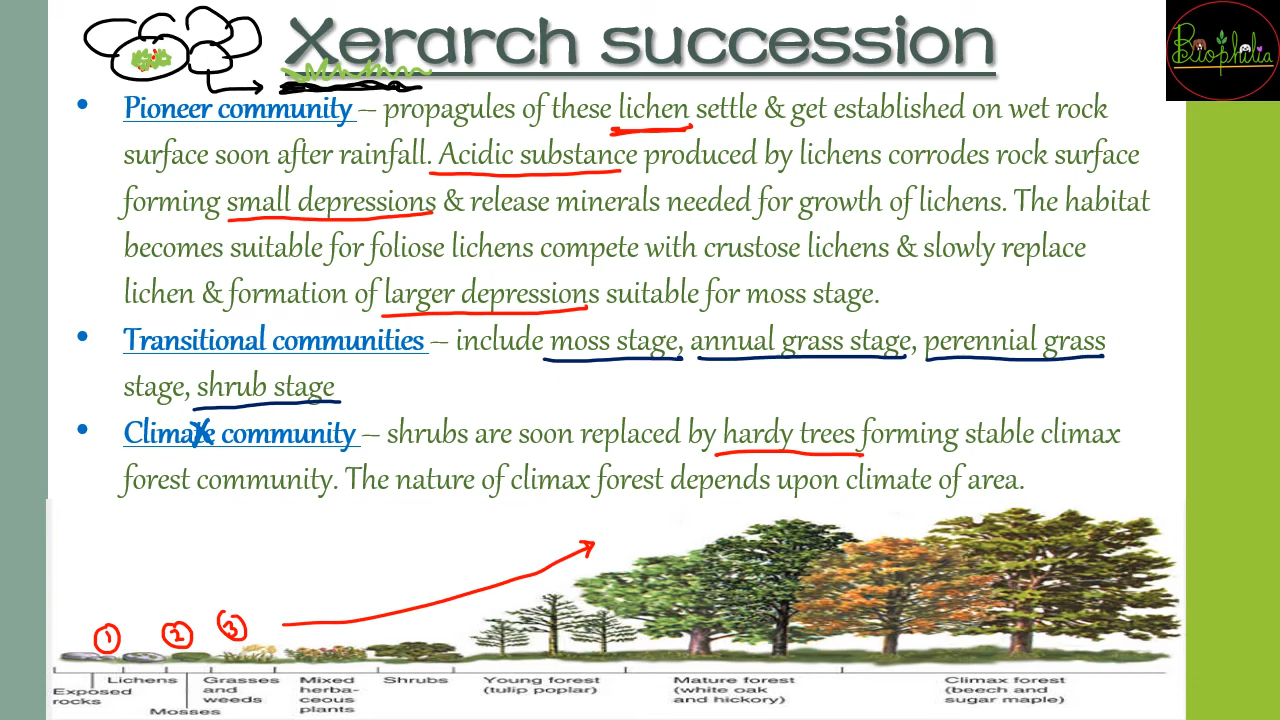 Xerarch succession
Biophilia
• Pioneer community – propagules of these lichen settle & get established on wet rock
surface soon after rainfall. Acidic substance produced by lichens corrodes rock surface
forming small depressions & release minerals needed for growth of lichens. The habitat
becomes suitable for foliose lichens compete with crustose lichens & slowly replace
lichen & formation of larger depressions suitable for moss stage.
• Transitional communities – include moss stage, annual grass stage, perennial grass
stage, shrub stage
• Climax community – shrubs are soon replaced by hardy trees forming stable climax
forest community. The nature of climax forest depends upon climate of area.
1 2 3
Exposed
rocks
Lichens
Mosses
Grasses
and
weeds
Mixed
herba-
ceous
plants
Shrubs
Young forest
(tulip poplar)
Mature forest
(white oak
and hickory)
Climax forest
(beech and
sugar maple)